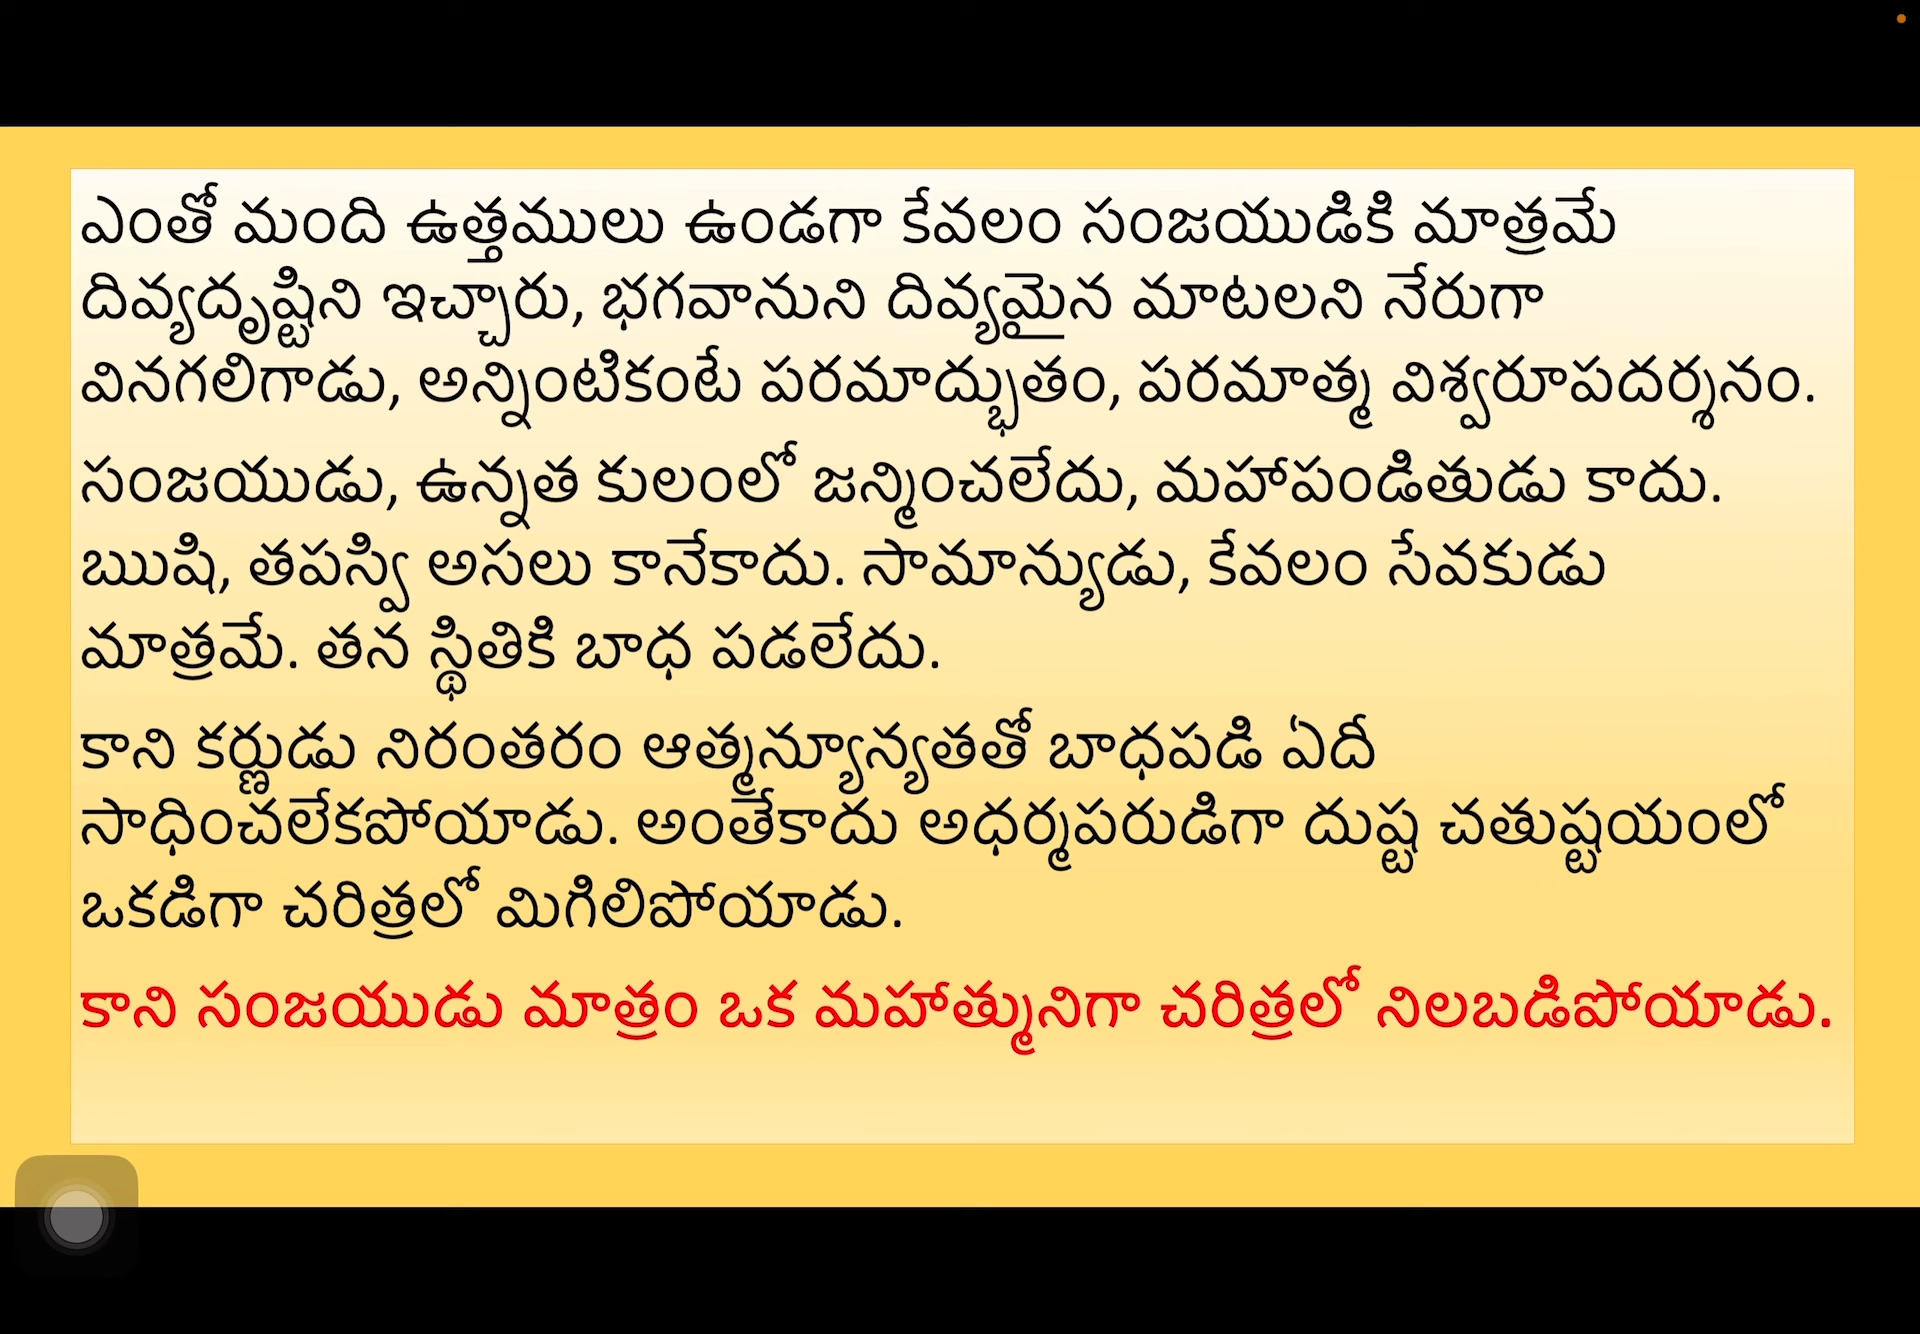 ఎంతో మంది ఉత్తములు ఉండగా కేవలం సంజయుడికి మాత్రమే
దివ్యదృష్టిని ఇచ్చారు, భగవానుని దివ్యమైన మాటలని నేరుగా
వినగలిగాడు, అన్నింటికంటే పరమాద్భుతం, పరమాత్మ విశ్వరూపదర్శనం.
సంజయుడు, ఉన్నత కులంలో జన్మించలేదు, మహాపండితుడు కాదు.
ఋషి, తపస్వి అసలు కానేకాదు. సామాన్యుడు, కేవలం సేవకుడు
మాత్రమే. తన స్థితికి బాధ పడలేదు.
కాని కర్ణుడు నిరంతరం ఆత్మన్యూన్యతతో బాధపడి ఏదీ
సాధించలేకపోయాడు. అంతేకాదు అధర్మపరుడిగా దుష్ట చతుష్టయంలో
ఒకడిగా చరిత్రలో మిగిలిపోయాడు.
కాని సంజయుడు మాత్రం ఒక మహాత్మునిగా చరిత్రలో నిలబడిపోయాడు.